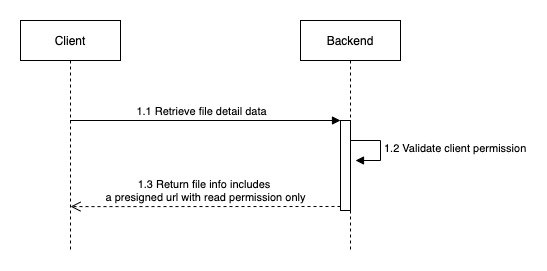 Client
Backend
1.1 Retrieve file detail data
1.2 Validate client permission
1.3 Return file info includes
a presigned url with read permission only